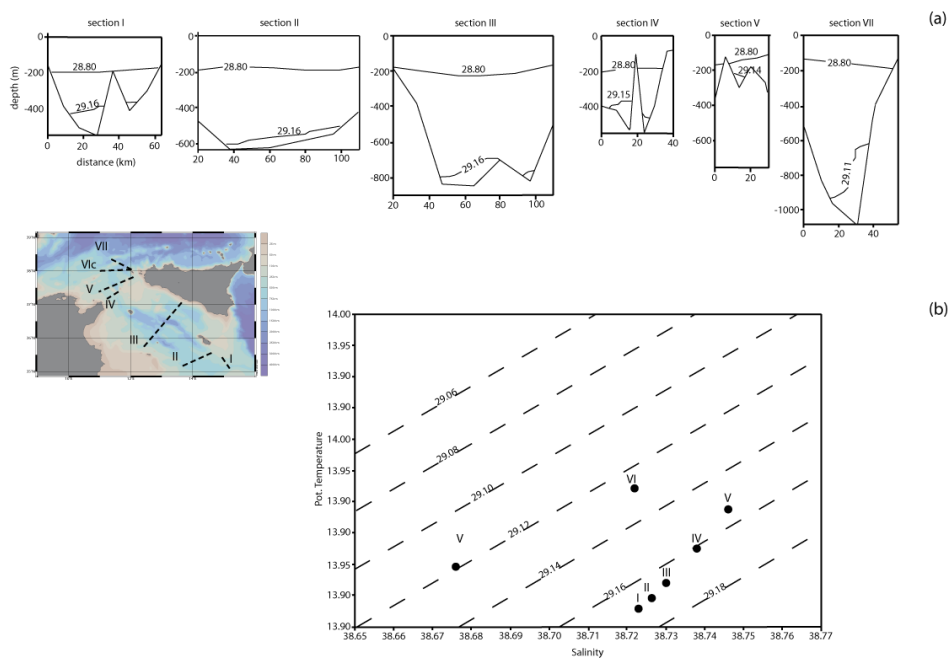 (a)
section I
section II
section III
section IV
section V
section VII
depth (m)
0
-200
-400
28.80
29.16
0 20 40 60
distance (km)
0
-200
-400
-600
28.80
29.16
20 40 60 80 100
0
-200
-400
-600
-800
28.80
29.16
20 40 60 80 100
0
-200
-400
-600
28.80
29.15
0 20 40
0
-200
-400
-600
28.80
29.14
0 20
0
-200
-400
-600
-800
-1000
28.80
29.11
0 20 40
VII
VIc
V
IV
III
II
I
(b)
Pot. Temperature
14.00
13.95
13.90
13.90
14.00
13.95
13.90
13.90
13.95
13.90
13.90
29.06
29.08
29.10
29.12
29.14
29.16
29.18
VI
V
V
IV
III
II
I
38.65 38.66 38.67 38.68 38.69 38.70 38.71 38.72 38.73 38.74 38.75 38.76 38.77
Salinity